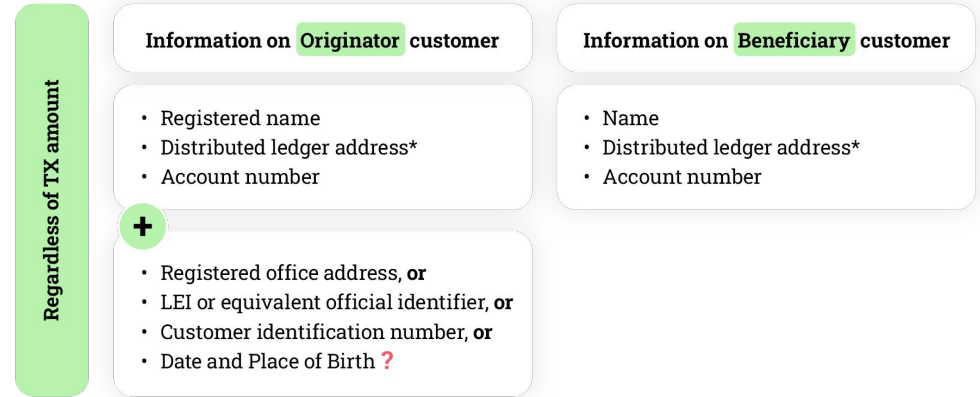 Regardless of TX amount
Information on Originator customer
• Registered name
• Distributed ledger address*
• Account number
+
• Registered office address, or
• LEI or equivalent official identifier, or
• Customer identification number, or
• Date and Place of Birth ?
Information on Beneficiary customer
• Name
• Distributed ledger address*
• Account number